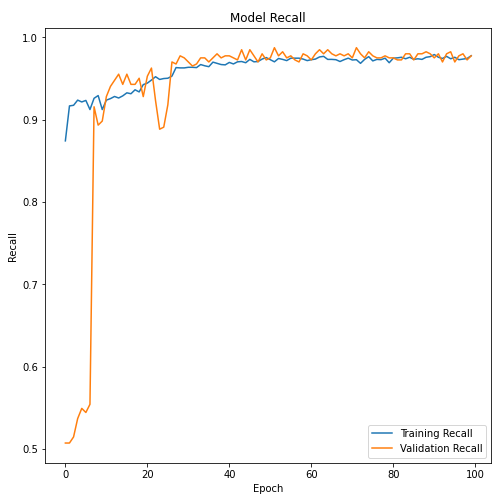 Model Recall
1.0
0.9
0.8
0.7
0.6
0.5
Recall
0 20 40 60 80 100
Epoch
Training Recall
Validation Recall